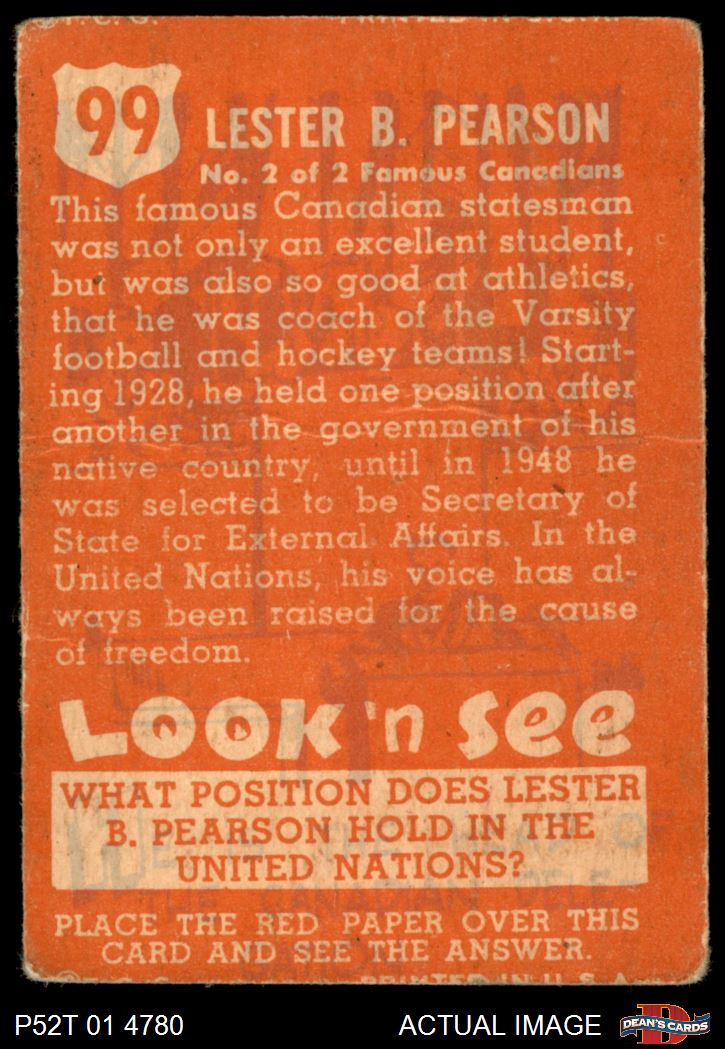 T. C. G.
99
LESTER B. PEARSON
No. 2 of 2 Famous Canadians
This famous Canadian statesman
was not only an excellent student,
but was also so good at athletics,
that he was coach of the Varsity
football and hockey teams! Start-
ing 1928, he held one position after
another in the government of his
native country, until in 1948 he
was selected to be Secretary of
State for External Affairs. In the
United Nations, his voice has al-
ways been raised for the cause
of freedom.
LOOK 'n SEE
WHAT POSITION DOES LESTER
B. PEARSON HOLD IN THE
UNITED NATIONS?
PLACE THE RED PAPER OVER THIS
CARD AND SEE THE ANSWER.
PRINTED IN U. S. A.
P52T 01 4780
ACTUAL IMAGE
D
DEAN'S CARDS